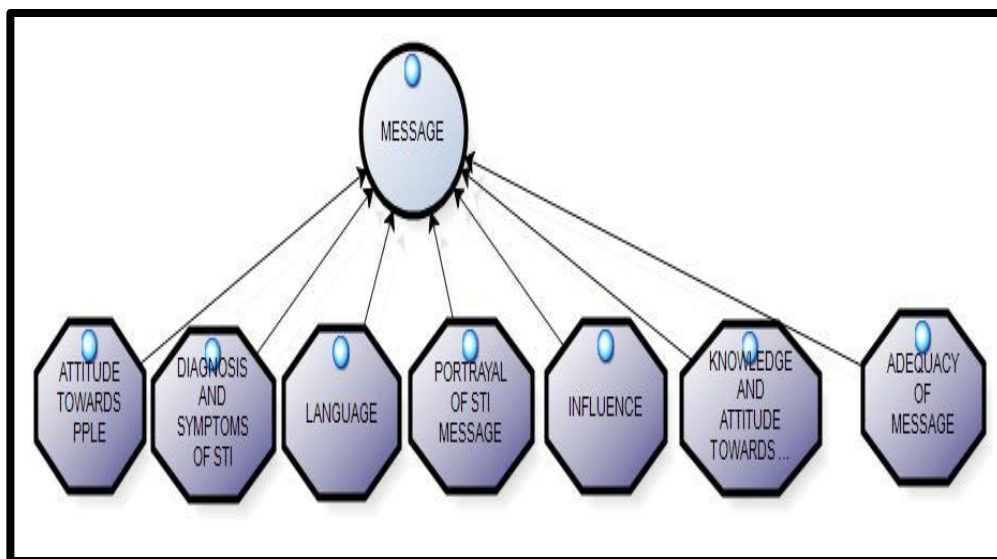 MESSAGE
ATTITUDE
TOWARDS
PPLE
DIAGNOSIS
AND
SYMPTOMS
OF STI
LANGUAGE
PORTRAYAL
OF STI
MESSAGE
INFLUENCE
KNOWLEDGE
AND
ATTITUDE
TOWARDS ...
ADEQUACY
OF
MESSAGE